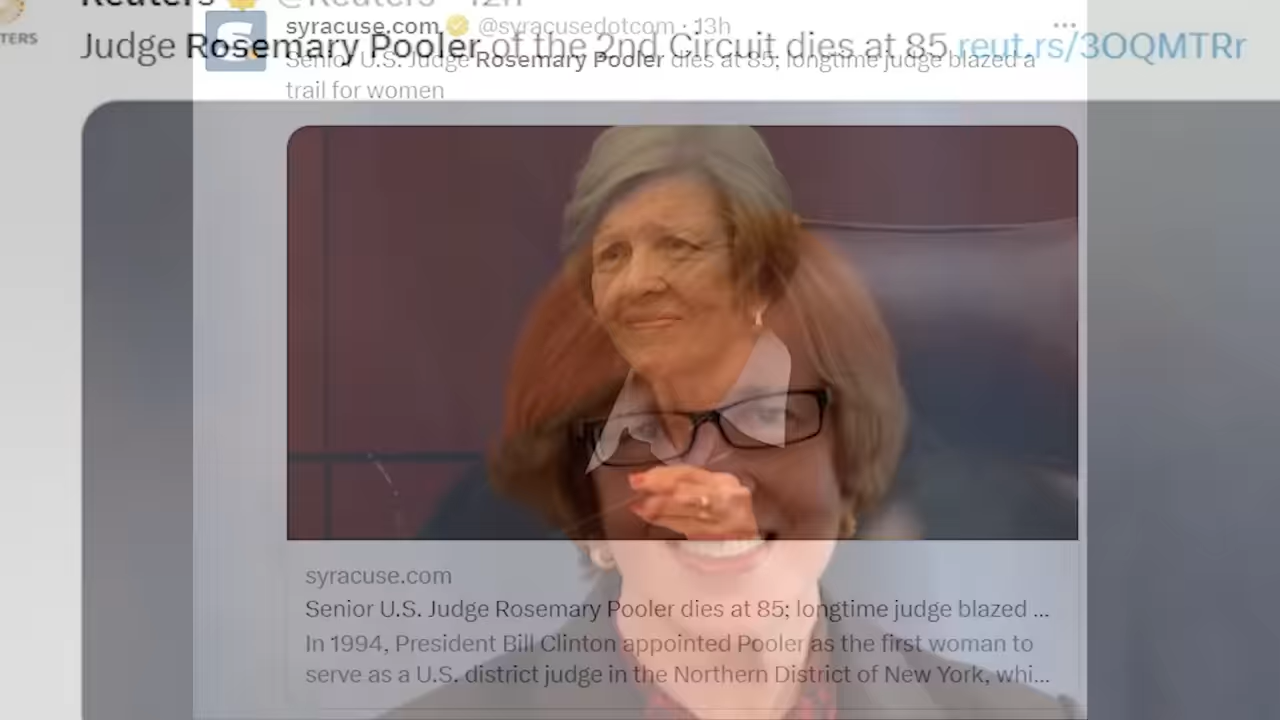 Reuters @Reuters · 12h
TERS
Judge Rosemary Pooler of the 2nd Circuit dies at 85 reut.rs/3OQMTRr
syracuse.com @syracusedotcom · 13h
S
Senior U.S. Judge Rosemary Pooler dies at 85; longtime judge blazed a
trail for women
syracuse.com
Senior U.S. Judge Rosemary Pooler dies at 85; longtime judge blazed ...
In 1994, President Bill Clinton appointed Pooler as the first woman to
serve as a U.S. district judge in the Northern District of New York, whi...